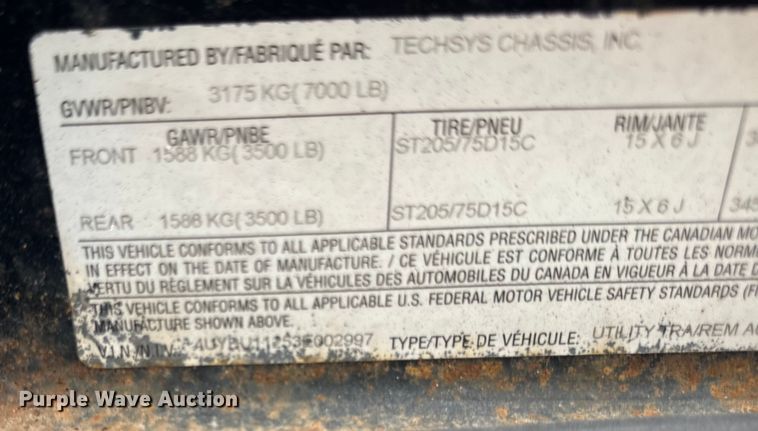 MANUFACTURED BY/FABRIQUÉ PAR: TECHSYS CHASSIS, INC.
GVWR/PNBV: 3175 KG( 7000 LB)
GAWR/PNBE TIRE/PNEU RIM/JANTE
FRONT 1588 KG( 3500 LB) ST205/75D15C 15 X 6 J
REAR 1588 KG( 3500 LB) ST205/75D15C 15 X 6 J 345
THIS VEHICLE CONFORMS TO ALL APPLICABLE STANDARDS PRESCRIBED UNDER THE CANADIAN MO
IN EFFECT ON THE DATE OF MANUFACTURE. / CE VÉHICULE EST CONFORME À TOUTES LES NORM
VERTU DU RÈGLEMENT SUR LA VÉHICULES DES AUTOMOBILES DU CANADA EN VIGUEUR À LA DATE D
THIS VEHICLE CONFORMS TO ALL APPLICABLE U.S. FEDERAL MOTOR VEHICLE SAFETY STANDARDS (F
MANUFACTURE SHOWN ABOVE.
V.I.N./N.I.V. TYPE/TYPE DE VÉHICULE: UTILITY TRA/REM
Purple Wave Auction